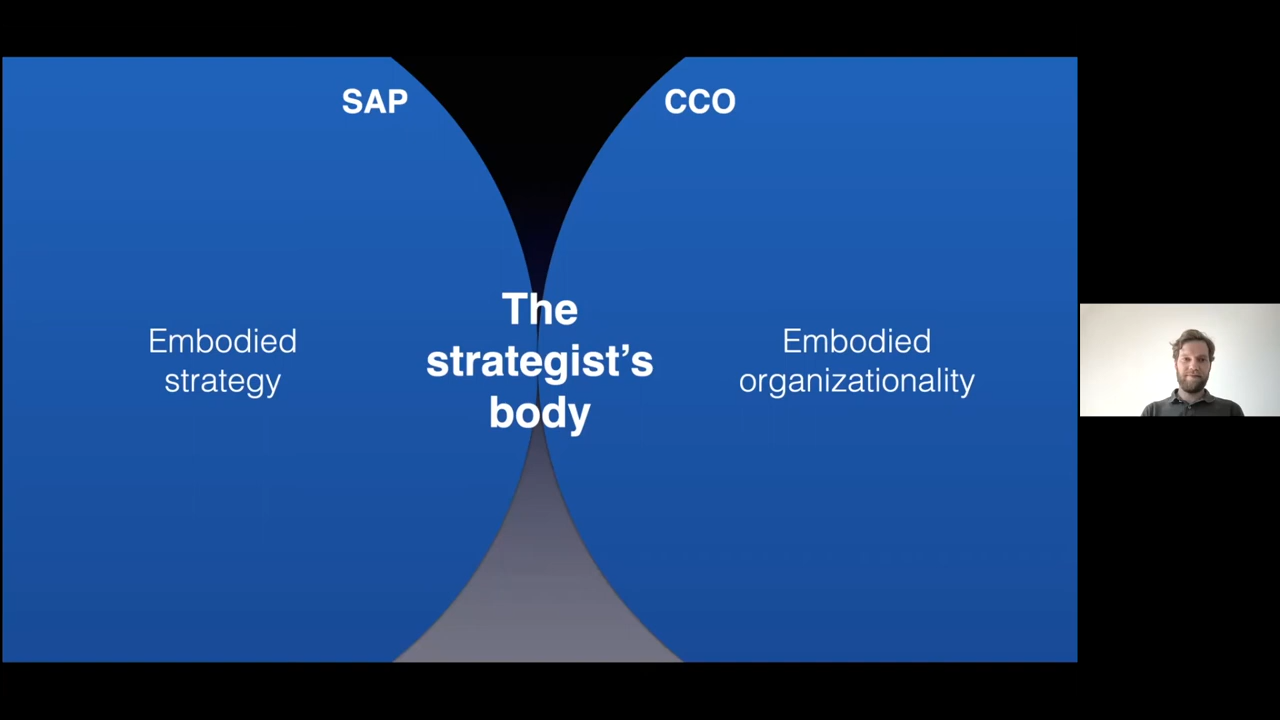 SAP
CCO
The
strategist's
body
Embodied
strategy
Embodied
organizationality